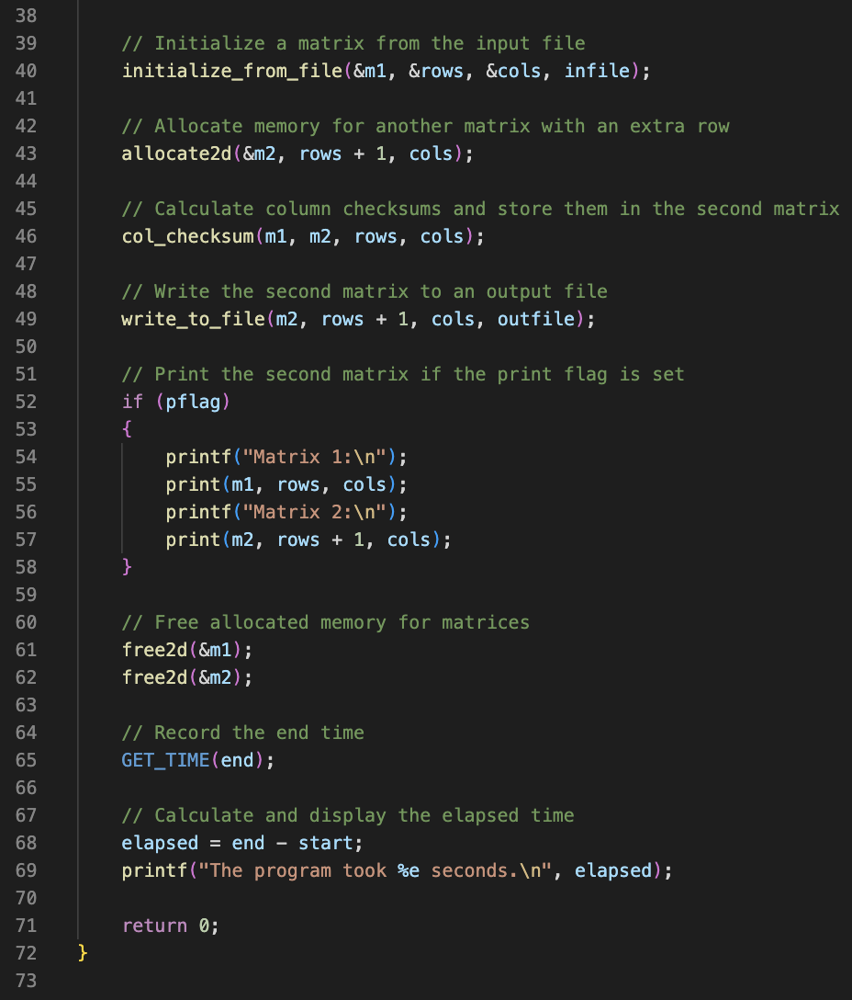 38
39 // Initialize a matrix from the input file
40 initialize_from_file(&m1, &rows, &cols, infile);
41
42 // Allocate memory for another matrix with an extra row
43 allocate2d(&m2, rows + 1, cols);
44
45 // Calculate column checksums and store them in the second matrix
46 col_checksum(m1, m2, rows, cols);
47
48 // Write the second matrix to an output file
49 write_to_file(m2, rows + 1, cols, outfile);
50
51 // Print the second matrix if the print flag is set
52 if (pflag)
53 {
54 printf("Matrix 1:\n");
55 print(m1, rows, cols);
56 printf("Matrix 2:\n");
57 print(m2, rows + 1, cols);
58 }
59
60 // Free allocated memory for matrices
61 free2d(&m1);
62 free2d(&m2);
63
64 // Record the end time
65 GET_TIME(end);
66
67 // Calculate and display the elapsed time
68 elapsed = end - start;
69 printf("The program took %e seconds.\n", elapsed);
70
71 return 0;
72 }
73